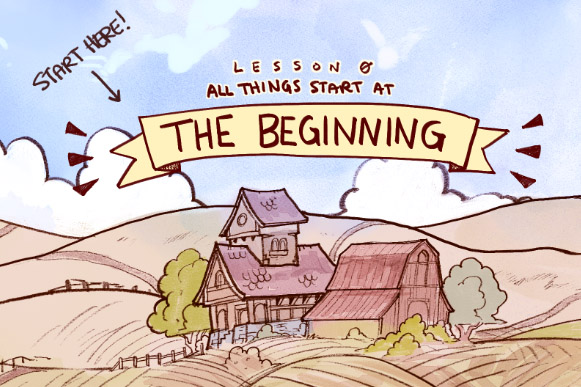 START HERE!
LESSON 0
ALL THINGS START AT
THE BEGINNING